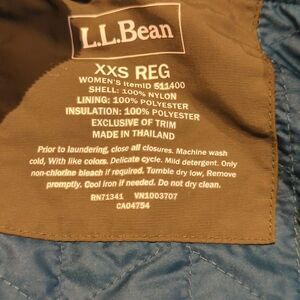 L.L.Bean
XXS REG
WOMEN'S ItemID 511400
SHELL: 100% NYLON
LINING: 100% POLYESTER
INSULATION: 100% POLYESTER
EXCLUSIVE OF TRIM
MADE IN THAILAND
Prior to laundering, close all closures. Machine wash
cold, With like colors. Delicate cycle. Mild detergent. Only
non-chlorine bleach if required. Tumble dry low, Remove
promptly. Cool iron if needed. Do not dry clean.
RN71341 VN1003707
CA04754